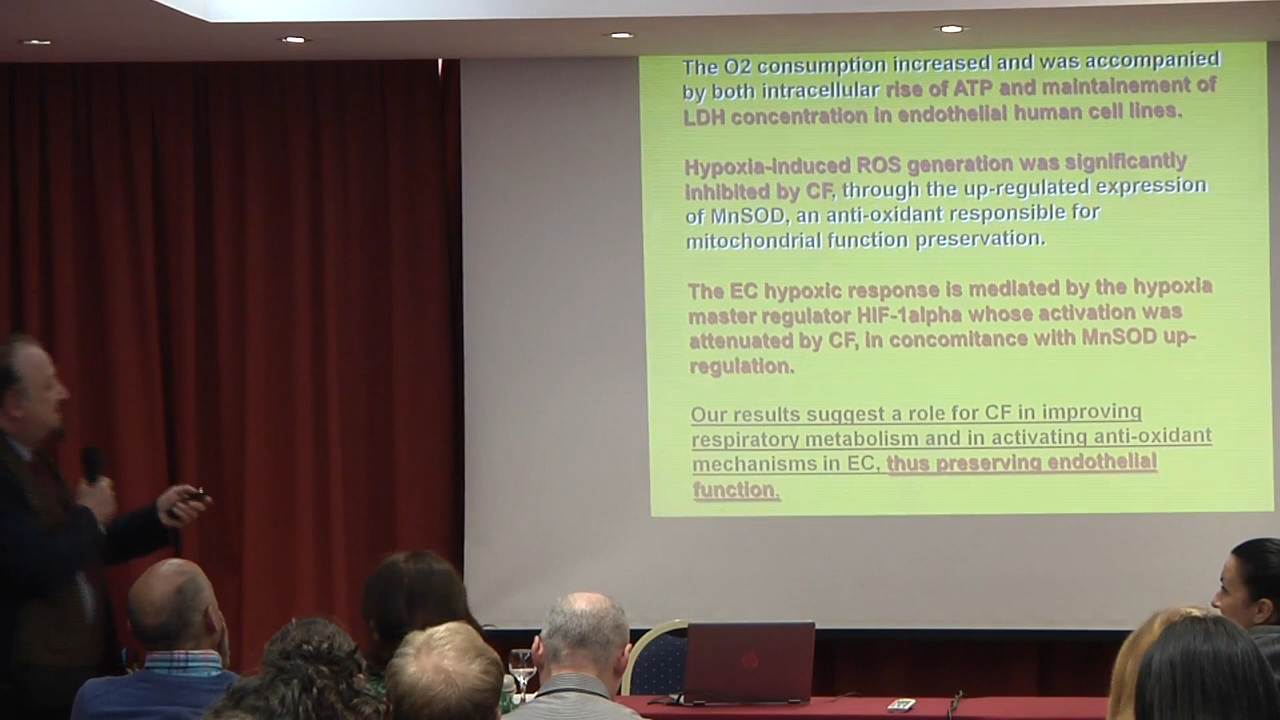 The O2 consumption increased and was accompanied
by both intracellular rise of ATP and maintainement of
LDH concentration in endothelial human cell lines.
Hypoxia-induced ROS generation was significantly
inhibited by CF, through the up-regulated expression
of MnSOD, an anti-oxidant responsible for
mitochondrial function preservation.
The EC hypoxic response is mediated by the hypoxia
master regulator HIF-1alpha whose activation was
attenuated by CF, in concomitance with MnSOD up-
regulation.
Our results suggest a role for CF in improving
respiratory metabolism and in activating anti-oxidant
mechanisms in EC, thus preserving endothelial
function.